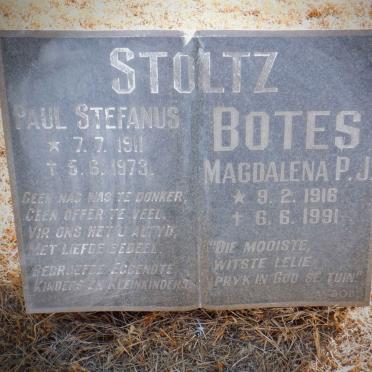 STOLTZ
PAUL STEFANUS
* 7.7.1911
† 5.6.1973.
GEEN NAG WAS TE DONKER,
GEEN OFFER TE VEEL.
VIR ONS HET U ALTYD,
MET LIEFDE GEDEEL.
BEDROEFDE EGGENOTE
KINDERS EN KLEINKINDERS
BOTES
MAGDALENA P.J.
* 9.2.1916
† 6.6.1991
"DIE MOOISTE,
WITSTE LELIE,
PRYK IN GOD SE TUIN."